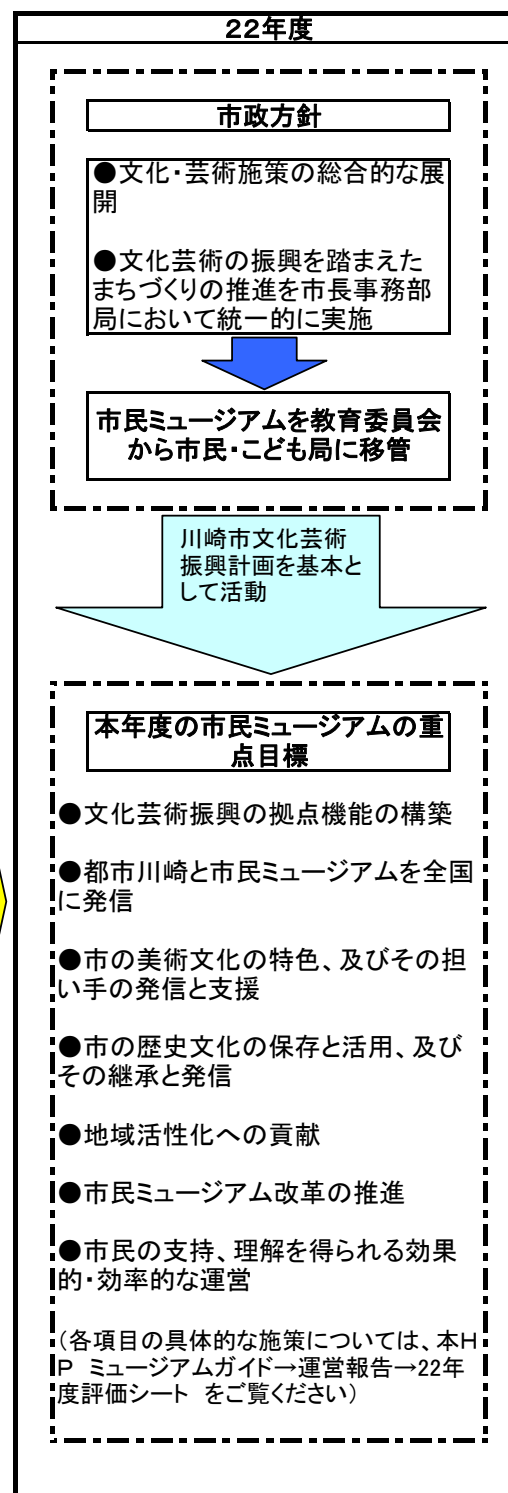 22年度
市政方針
●文化・芸術施策の総合的な展
開
●文化芸術の振興を踏まえた
まちづくりの推進を市長事務部
局において統一的に実施
市民ミュージアムを教育委員会
から市民・こども局に移管
川崎市文化芸術
振興計画を基本と
して活動
本年度の市民ミュージアムの重
点目標
●文化芸術振興の拠点機能の構築
●都市川崎と市民ミュージアムを全国
に発信
●市の美術文化の特色、及びその担
い手の発信と支援
●市の歴史文化の保存と活用、及び
その継承と発信
●地域活性化への貢献
●市民ミュージアム改革の推進
●市民の支持、理解を得られる効果
的・効率的な運営
（各項目の具体的な施策については、本H
P　ミュージアムガイド→運営報告→22年
度評価シート　をご覧ください）